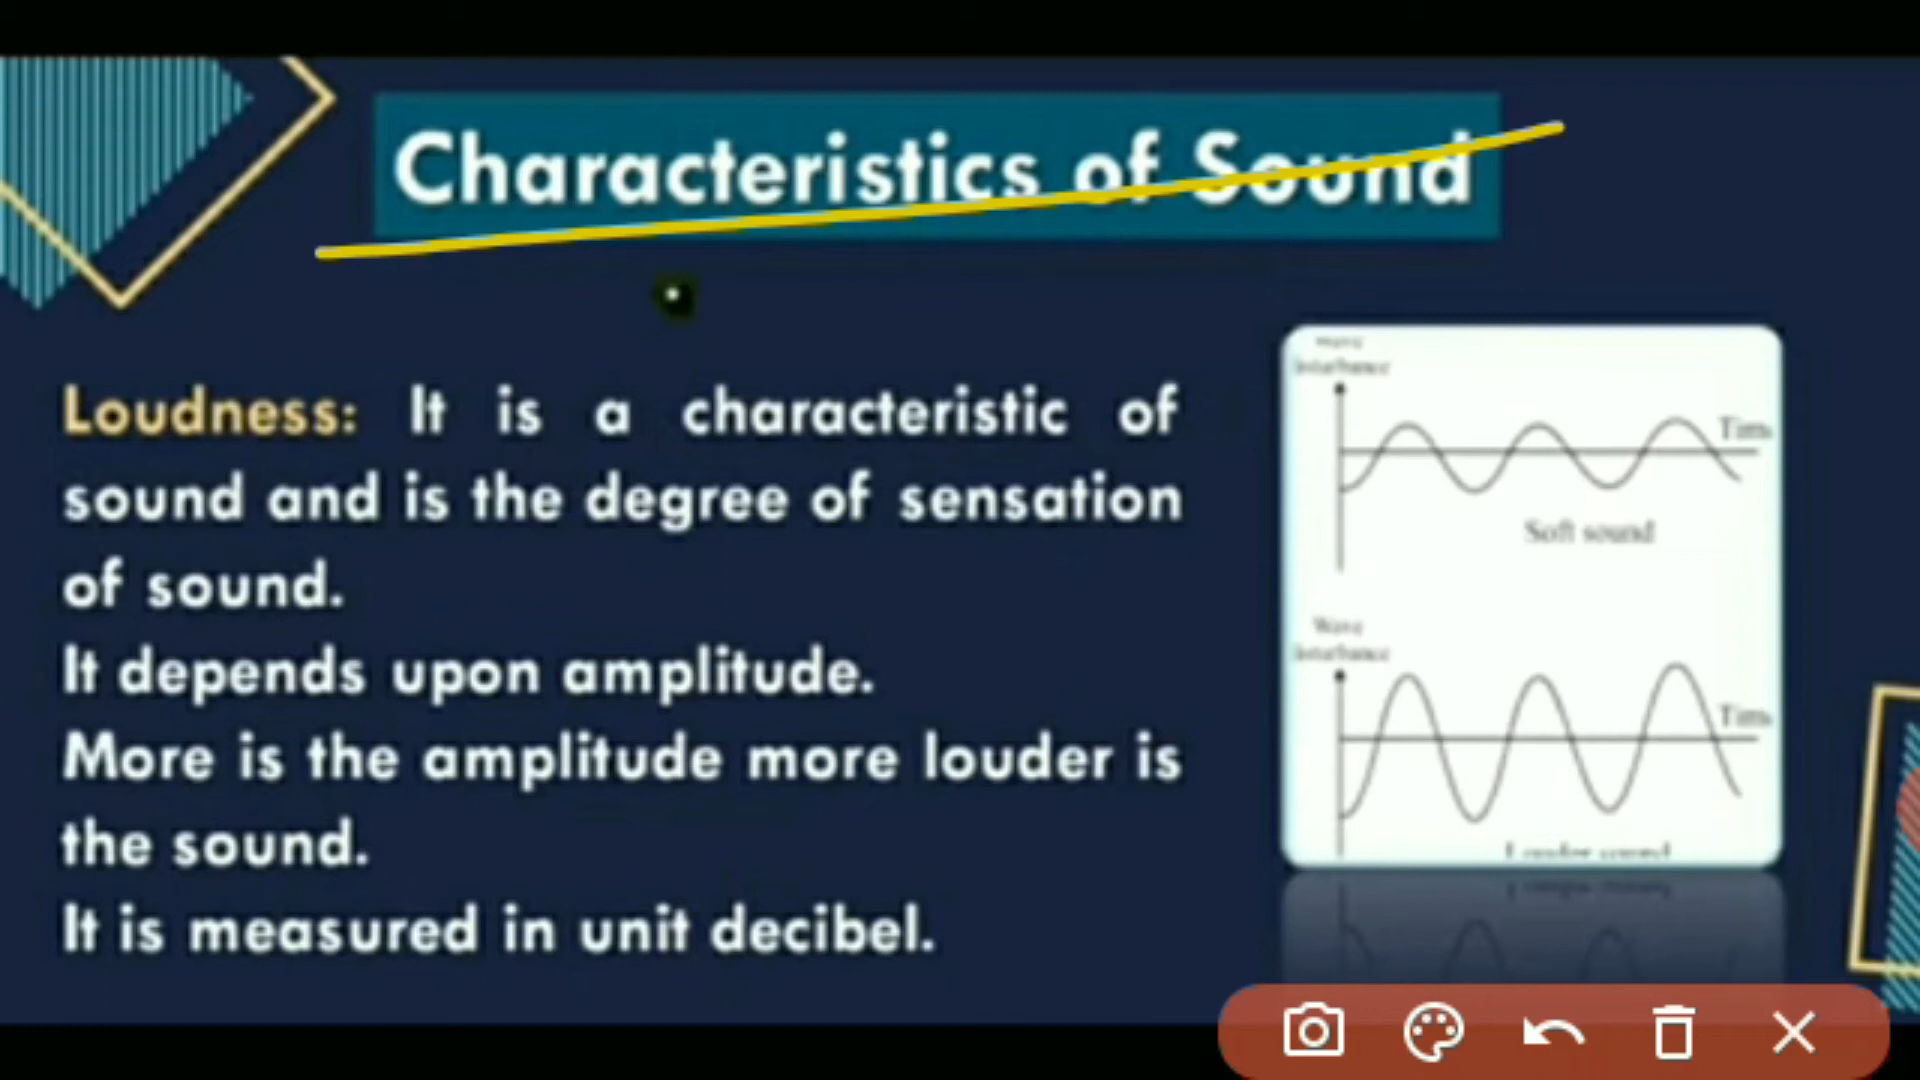 Characteristics of Sound
Loudness: It is a characteristic of
sound and is the degree of sensation
of sound.
It depends upon amplitude.
More is the amplitude more louder is
the sound.
It is measured in unit decibel.
Soft sound
Wave